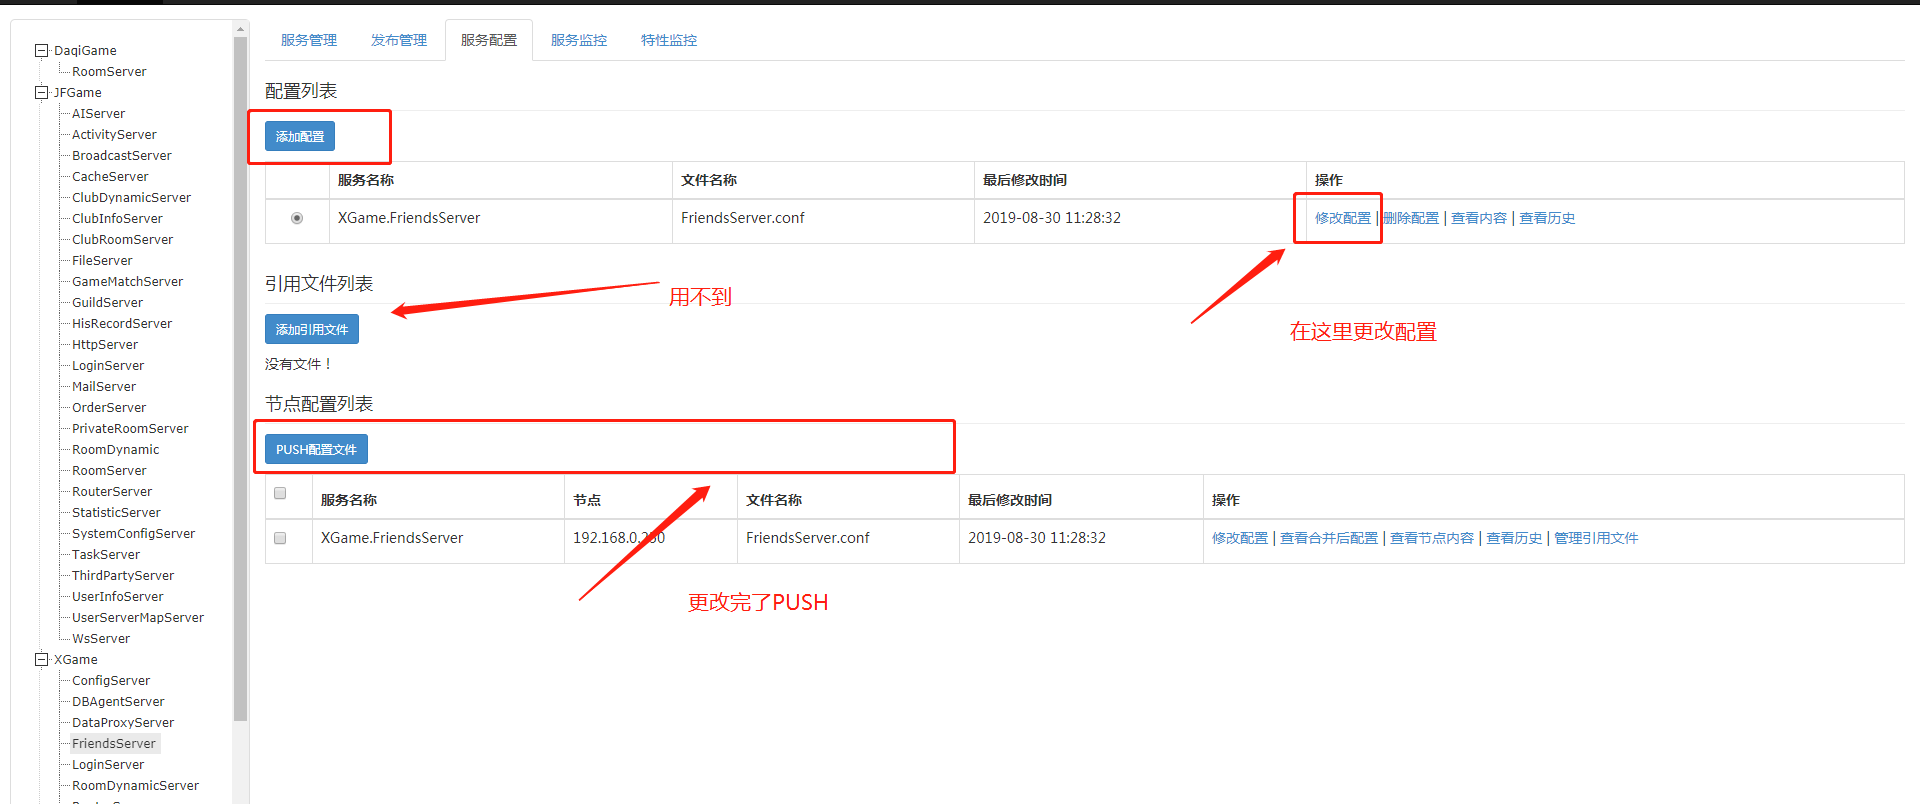 DaqiGame
RoomServer
JFGame
AIServer
ActivityServer
BroadcastServer
CacheServer
ClubDynamicServer
ClubInfoServer
ClubRoomServer
FileServer
GameMatchServer
GuildServer
HisRecordServer
HttpServer
LoginServer
MailServer
OrderServer
PrivateRoomServer
RoomDynamic
RoomServer
RouterServer
StatisticServer
SystemConfigServer
TaskServer
ThirdPartyServer
UserInfoServer
UserServerMapServer
WsServer
XGame
ConfigServer
DBAgentServer
DataProxyServer
FriendsServer
LoginServer
RoomDynamicServer
服务管理 发布管理 服务配置 服务监控 特性监控
配置列表
添加配置
服务名称 文件名称 最后修改时间 操作
XGame.FriendsServer FriendsServer.conf 2019-08-30 11:28:32 修改配置 | 删除配置 | 查看内容 | 查看历史
引用文件列表
用不到
添加引用文件
在这里更改配置
没有文件！
节点配置列表
PUSH配置文件
服务名称 节点 文件名称 最后修改时间 操作
XGame.FriendsServer FriendsServer.conf 2019-08-30 11:28:32 修改配置 | 查看合并后配置 | 查看节点内容 | 查看历史 | 管理引用文件
更改完了PUSH